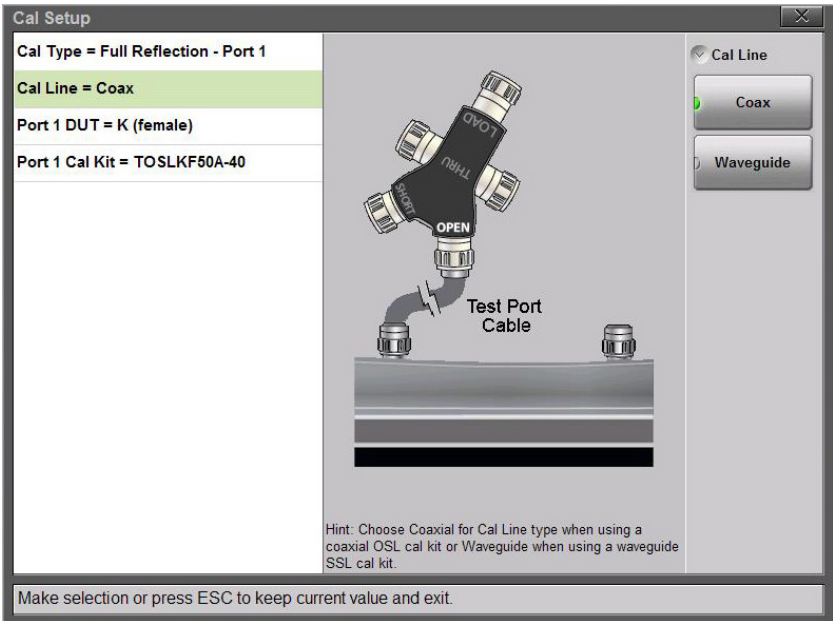 Cal Setup
Cal Type = Full Reflection - Port 1
Cal Line = Coax
Port 1 DUT = K (female)
Port 1 Cal Kit = TOSLKF50A-40
LOAD
THRU
SHORT
OPEN
Test Port
Cable
Hint: Choose Coaxial for Cal Line type when using a
coaxial OSL cal kit or Waveguide when using a waveguide
SSL cal kit.
Cal Line
Coax
Waveguide
Make selection or press ESC to keep current value and exit.